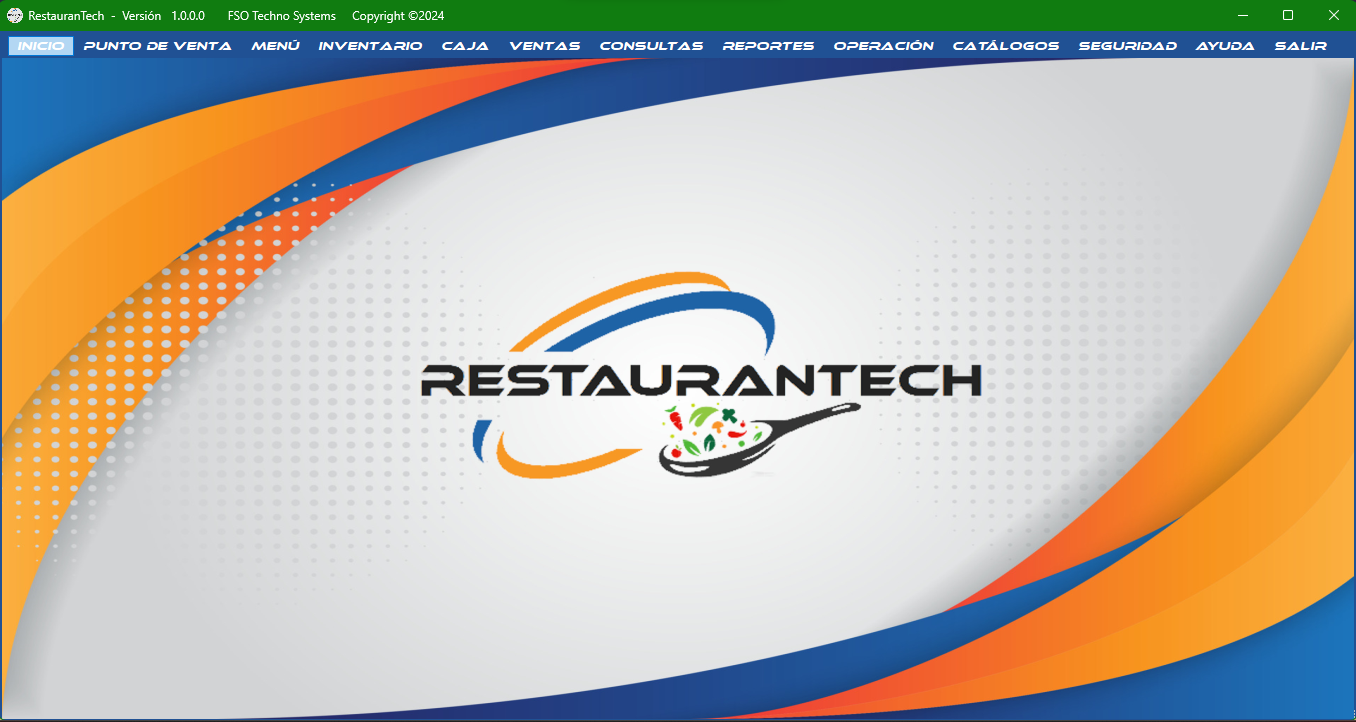 RestauranTech - Versión 1.0.0.0 FSO Techno Systems Copyright ©2024
INICIO PUNTO DE VENTA MENÚ INVENTARIO CAJA VENTAS CONSULTAS REPORTES OPERACIÓN CATÁLOGOS SEGURIDAD AYUDA SALIR
RESTAURANTECH